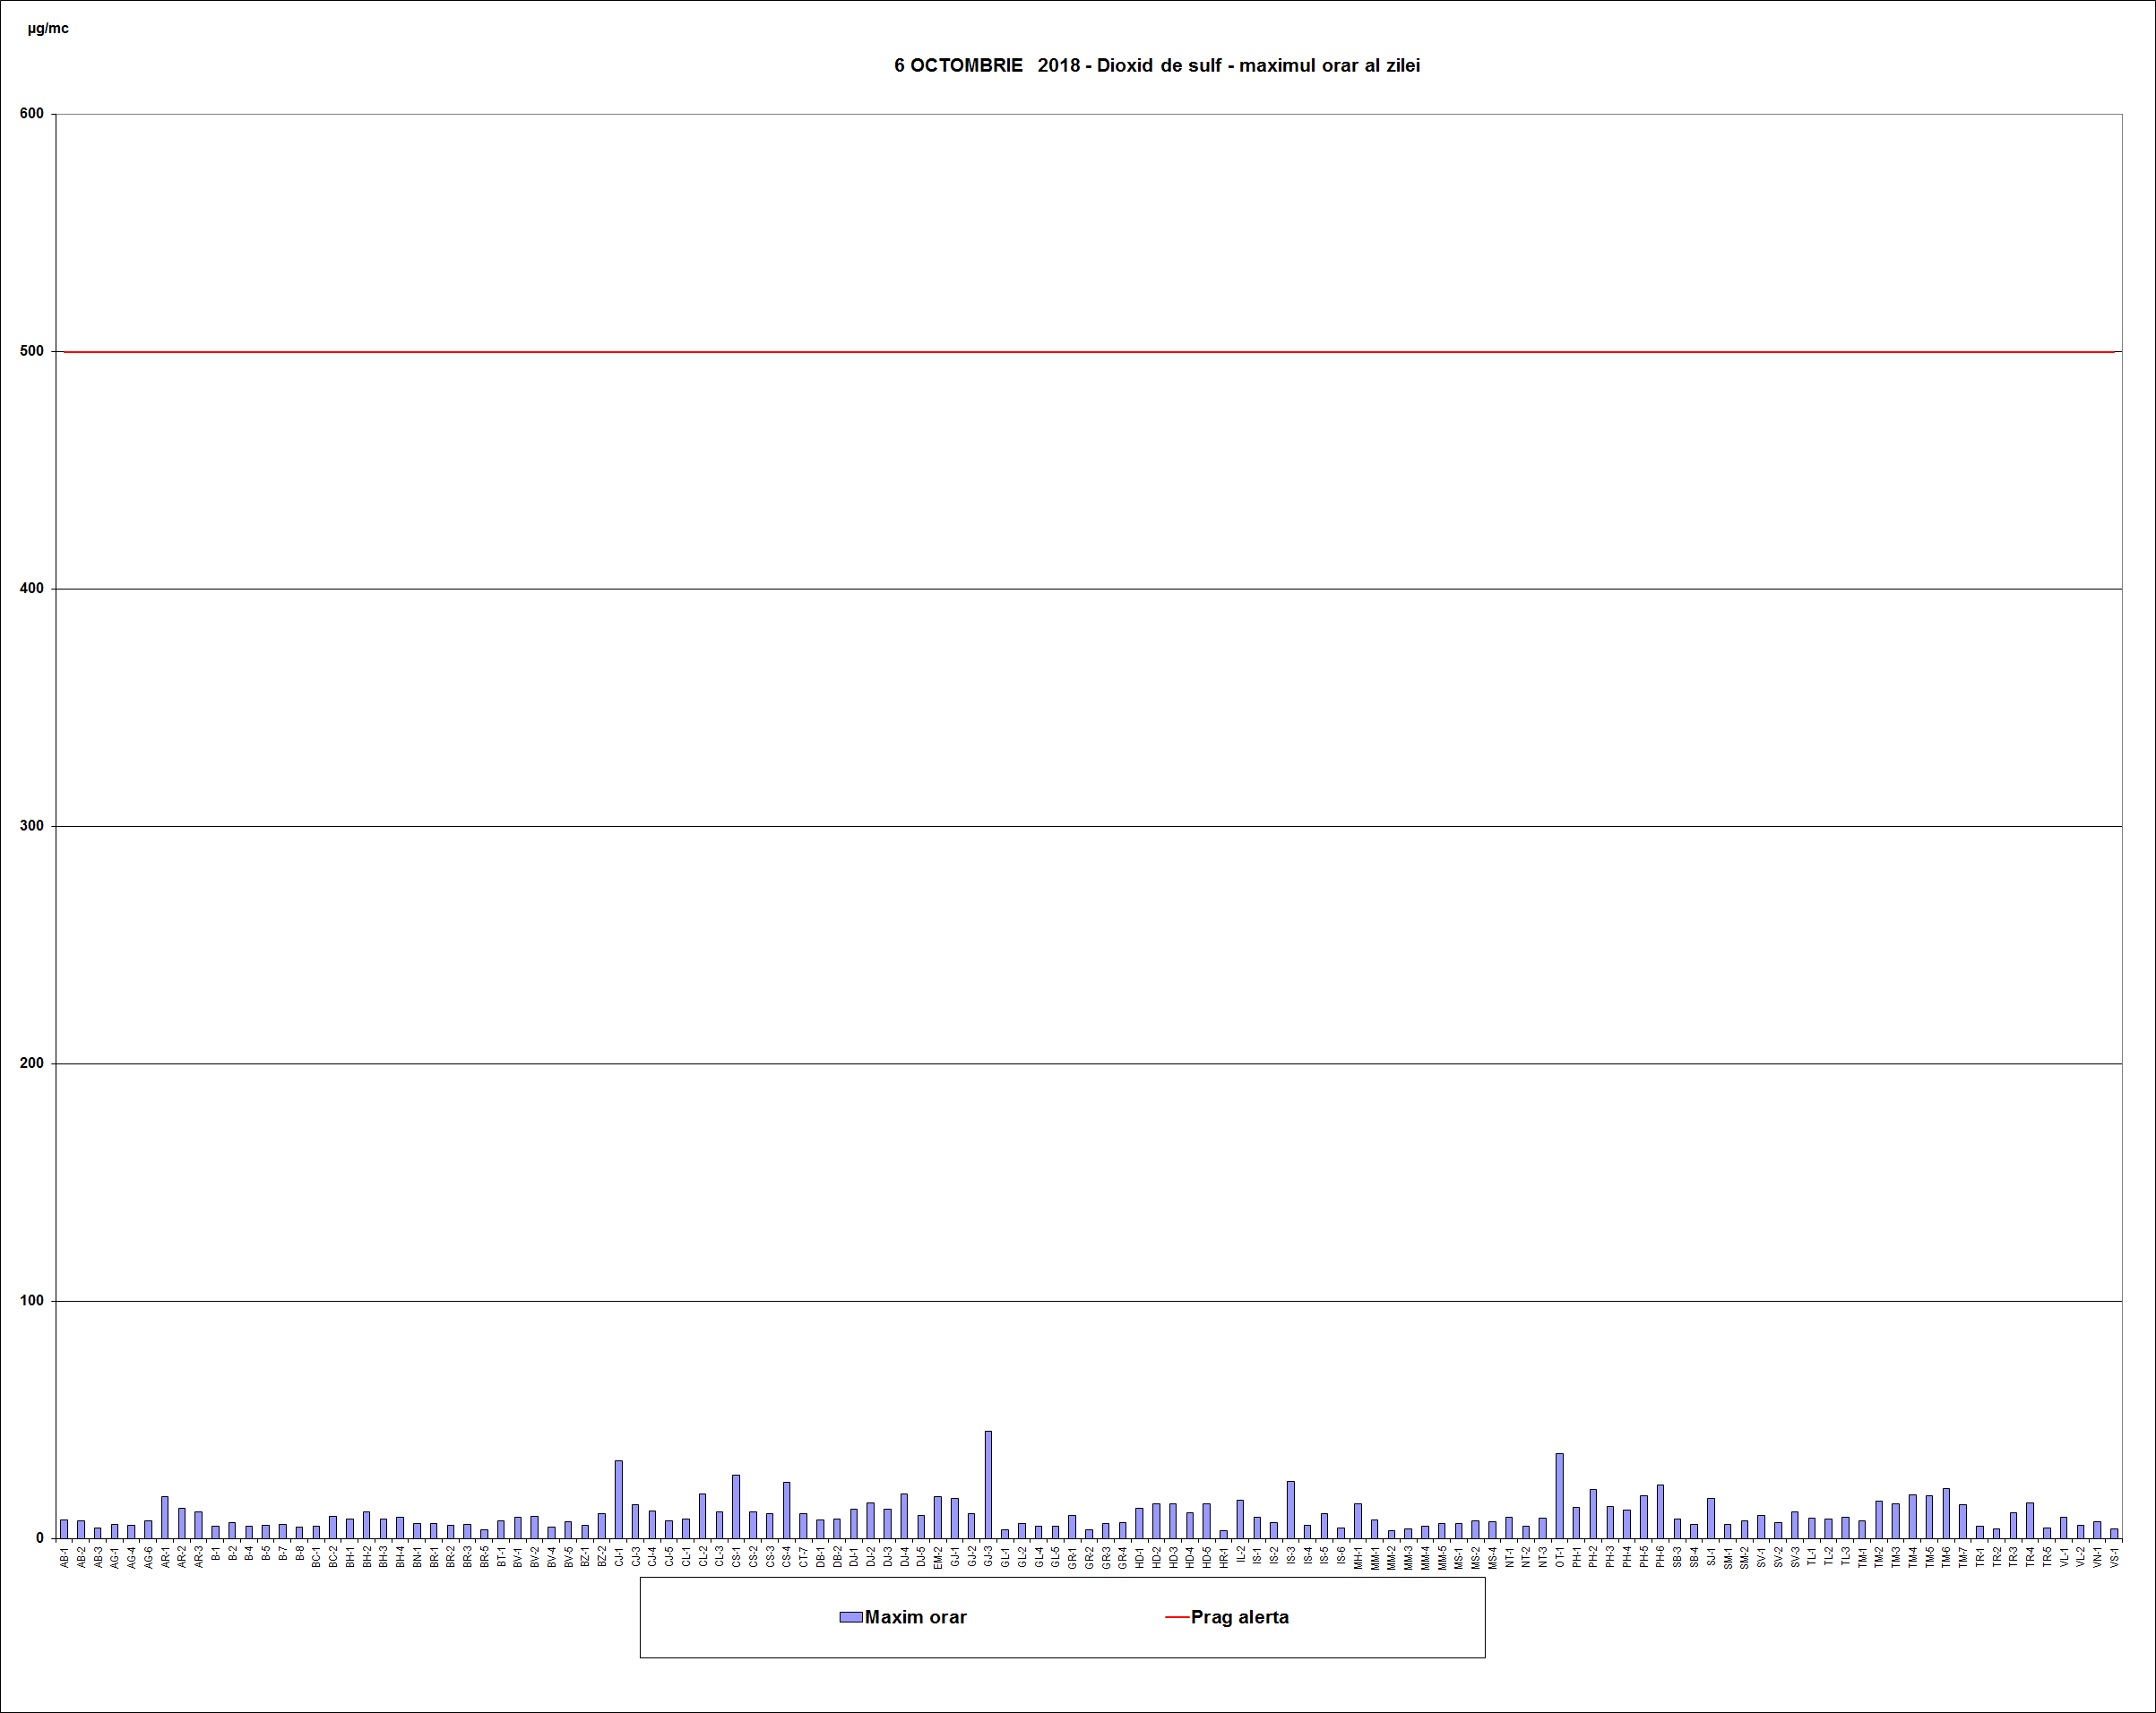 µg/mc
6 OCTOMBRIE 2018 - Dioxid de sulf - maximul orar al zilei
600
500
400
300
200
100
0
AB-1 AB-2 AB-3 AG-1 AG-4 AG-6 AR-1 AR-2 AR-3 B-1 B-2 B-4 B-5 B-7 B-8 BC-1 BC-2 BH-1 BH-2 BH-3 BH-4 BN-1 BR-1 BR-2 BR-3 BR-5 BT-1 BV-1 BV-2 BV-4 BV-5 BZ-1 BZ-2 CJ-1 CJ-3 CJ-4 CJ-5 CL-1 CL-2 CL-3 CS-1 CS-2 CS-3 CS-4 CT-7 DB-1 DB-2 DJ-1 DJ-2 DJ-3 DJ-4 DJ-5 EM-2 GJ-1 GJ-2 GJ-3 GL-1 GL-2 GL-4 GL-5 GR-1 GR-2 GR-3 GR-4 HD-1 HD-2 HD-3 HD-4 HD-5 HR-1 IL-2 IS-1 IS-2 IS-3 IS-4 IS-5 IS-6 MH-1 MM-1 MM-2 MM-3 MM-4 MM-5 MS-1 MS-2 MS-4 NT-1 NT-2 NT-3 OT-1 PH-1 PH-2 PH-3 PH-4 PH-5 PH-6 SB-3 SB-4 SJ-1 SM-1 SM-2 SV-1 SV-2 SV-3 TL-1 TL-2 TL-3 TM-1 TM-2 TM-3 TM-4 TM-5 TM-6 TM-7 TR-1 TR-2 TR-3 TR-4 TR-5 VL-1 VL-2 VN-1 VS-1
Maxim orar Prag alerta